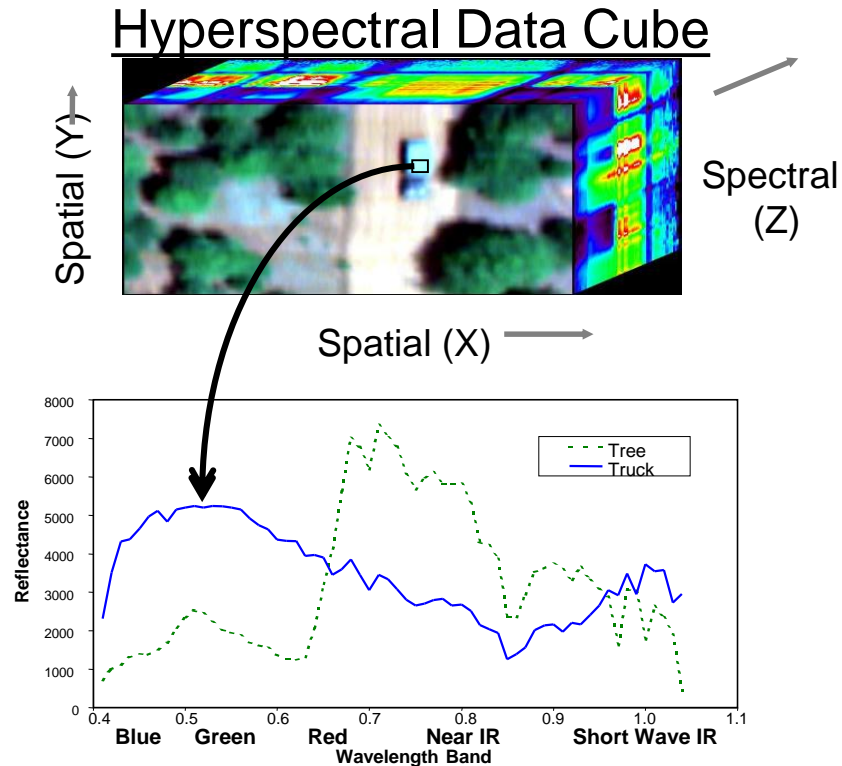 Hyperspectral Data Cube
Spatial (Y)
Spectral
(Z)
Spatial (X)
8000
7000
6000
5000
4000
3000
2000
1000
0
Reflectance
Tree
Truck
0.4 0.5 0.6 0.7 0.8 0.9 1.0 1.1
Blue Green Red Near IR Short Wave IR
Wavelength Band